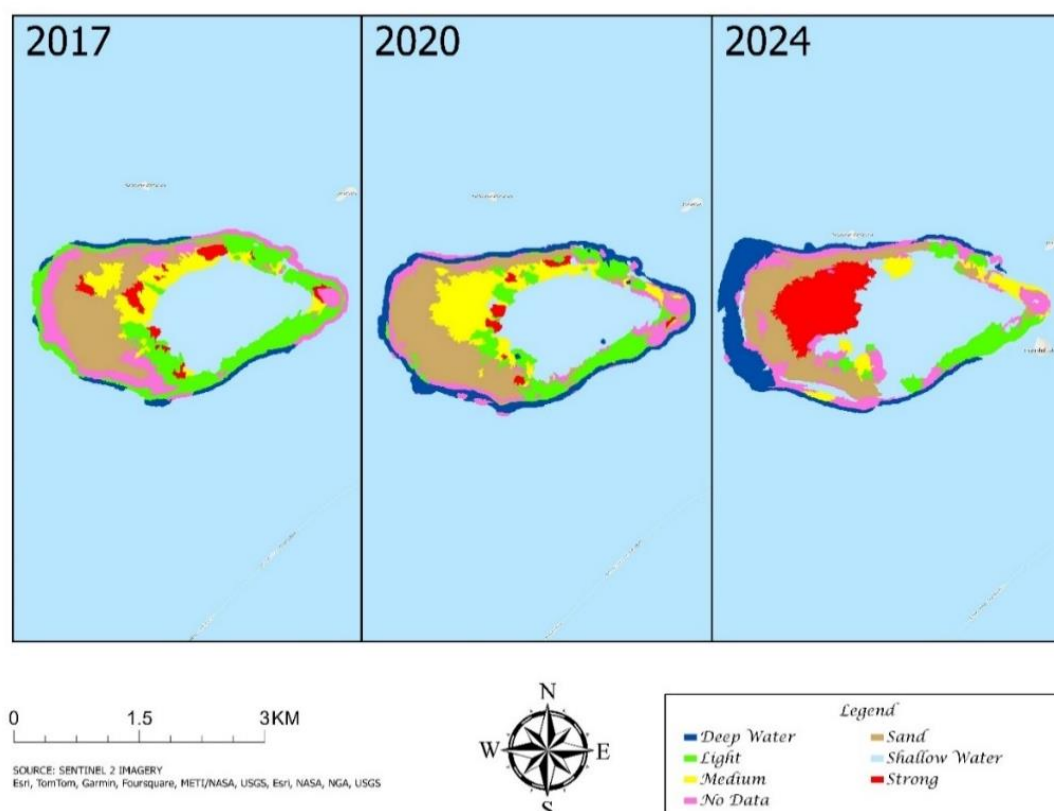 2017
2020
2024
0 1.5 3KM
SOURCE: SENTINEL 2 IMAGERY
Esri, TomTom, Garmin, Foursquare, METI/NASA, USGS, Esri, NASA, NGA, USGS
N
W E
S
Legend
Deep Water Sand
Light Shallow Water
Medium Strong
No Data